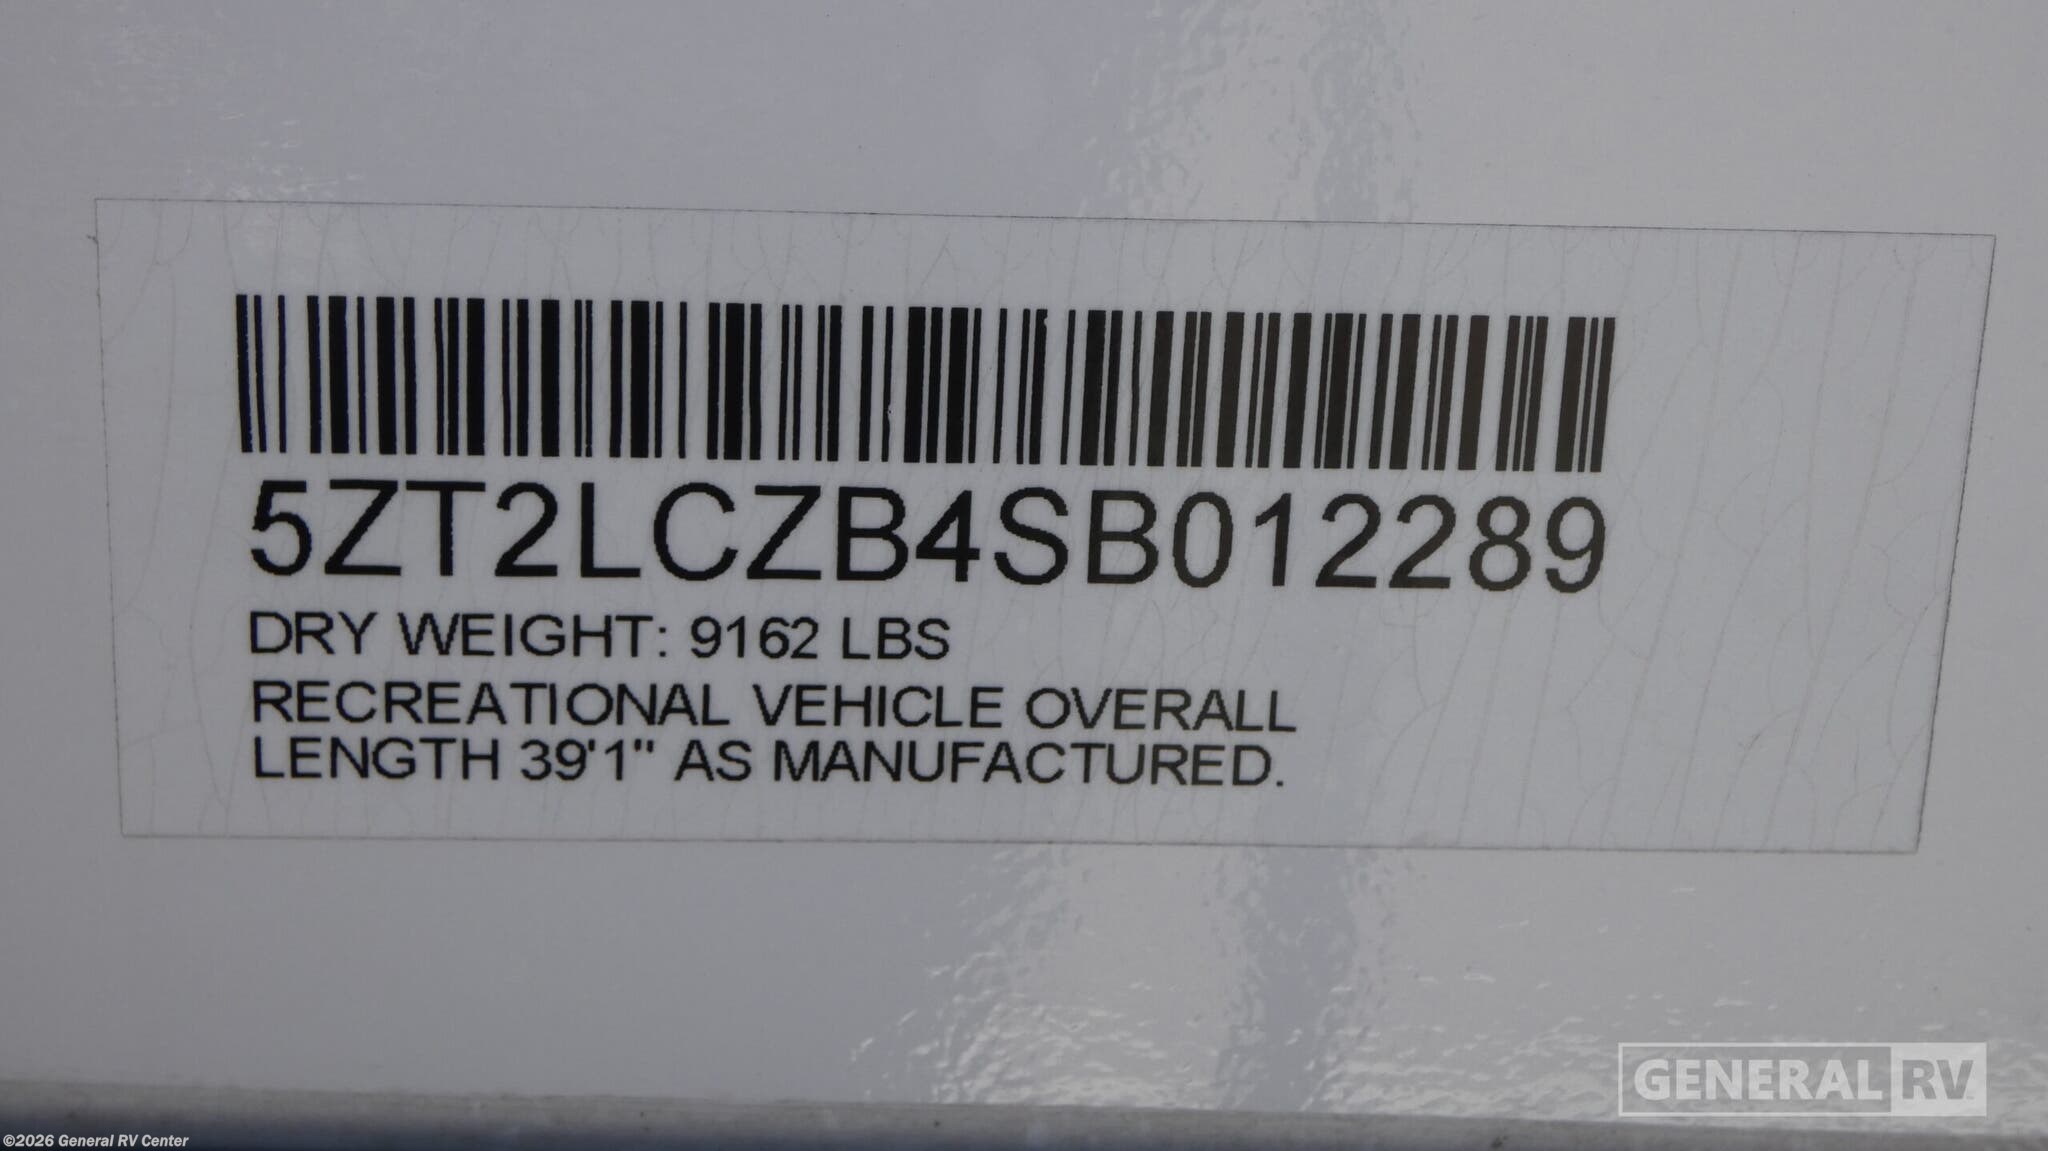 5ZT2LCZB4SB012289
DRY WEIGHT: 9162 LBS
RECREATIONAL VEHICLE OVERALL
LENGTH 39'1" AS MANUFACTURED.
GENERAL RV
©2026 General RV Center